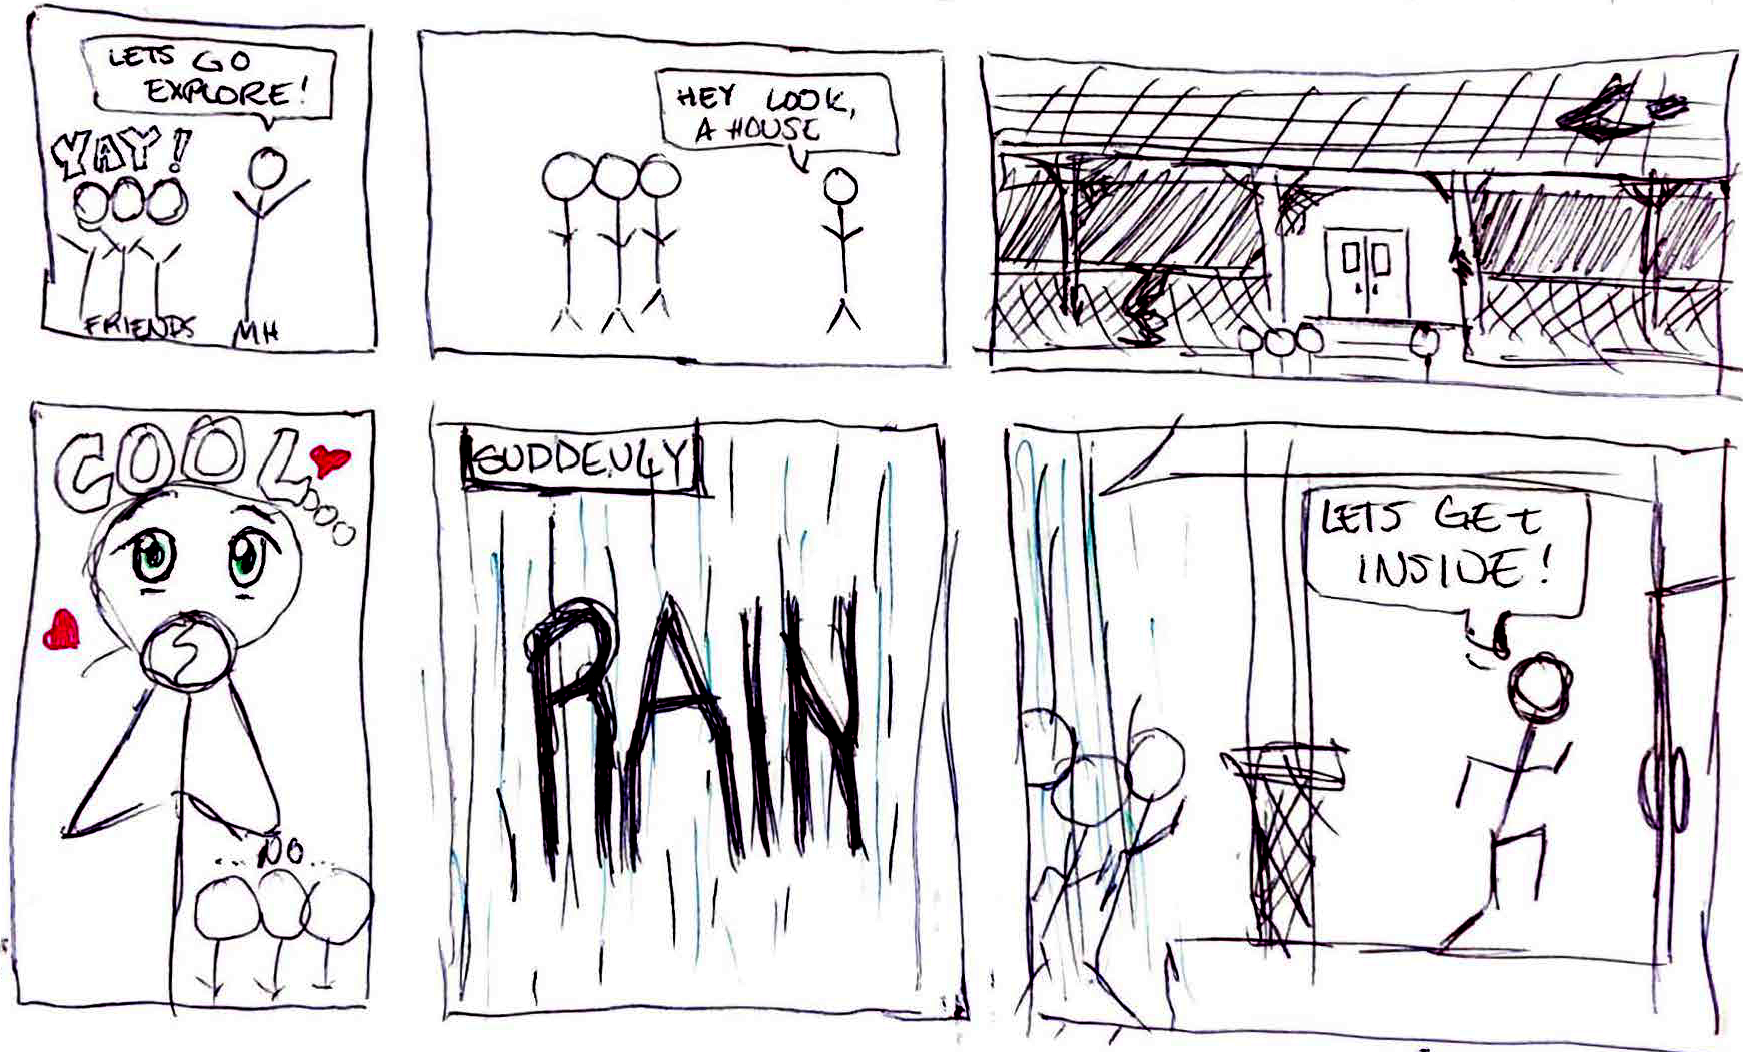 LETS GO
EXPLORE!
YAY!
FRIENDS
MH
HEY LOOK,
A HOUSE
COOL...
...NO...
SUDDENLY
RAIN
LETS GET
INSIDE!